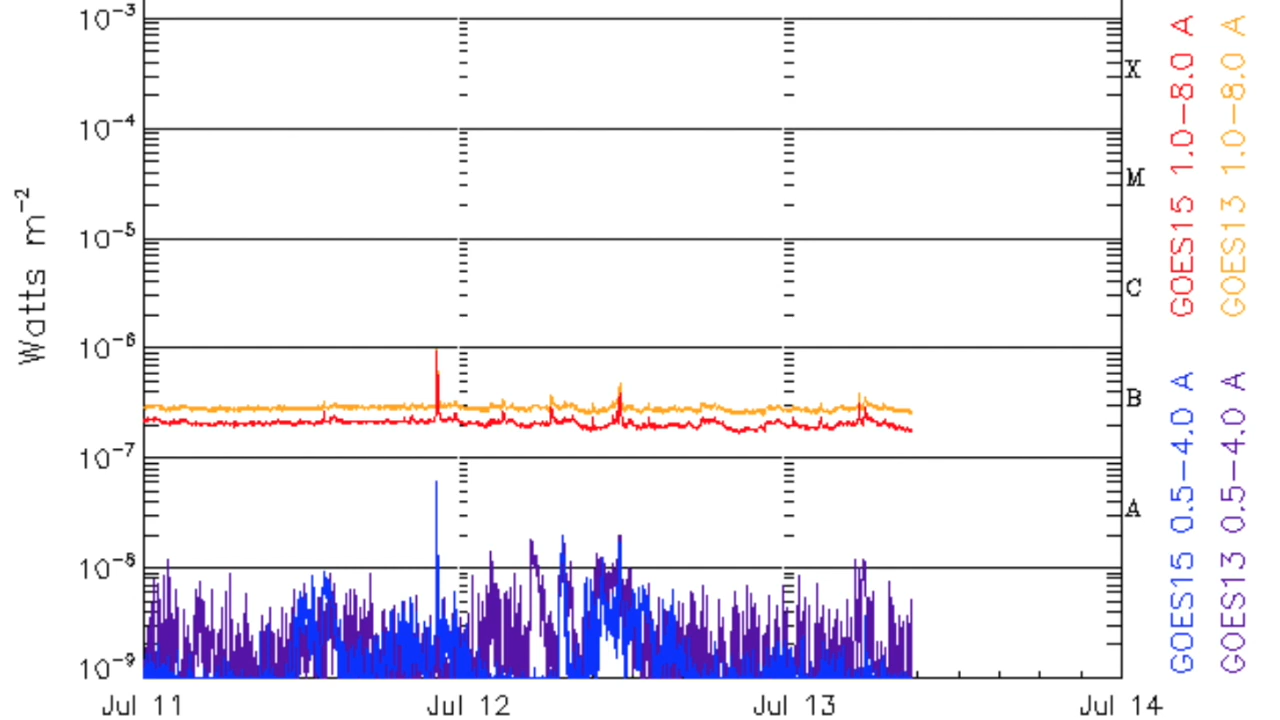 10⁻³
10⁻⁴
10⁻⁵
10⁻⁶
10⁻⁷
10⁻⁸
10⁻⁹
Watts m⁻²
X
M
C
B
A
Jul 11 Jul 12 Jul 13 Jul 14
GOES15 1.0-8.0 A
GOES13 1.0-8.0 A
GOES15 0.5-4.0 A
GOES13 0.5-4.0 A